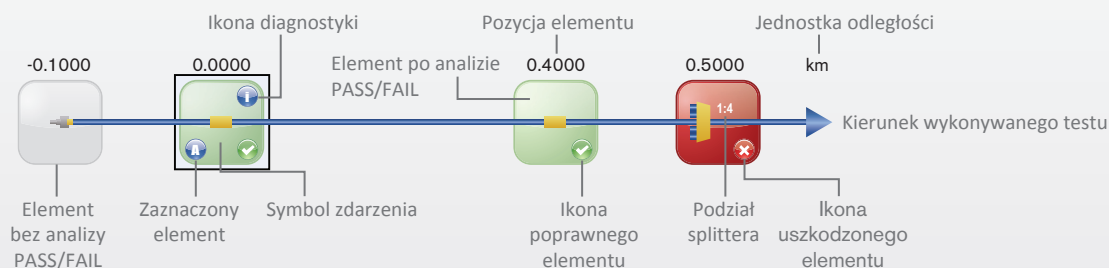 Ikona diagnostyki
Pozycja elementu
Jednostka odległości
-0.1000
0.0000
Element po analizie
PASS/FAIL
0.4000
0.5000
km
i
1:4
A
Kierunek wykonywanego testu
Element
bez analizy
PASS/FAIL
Zaznaczony
element
Symbol zdarzenia
Ikona
poprawnego
elementu
Podział
splittera
Ikona
uszkodzonego
elementu